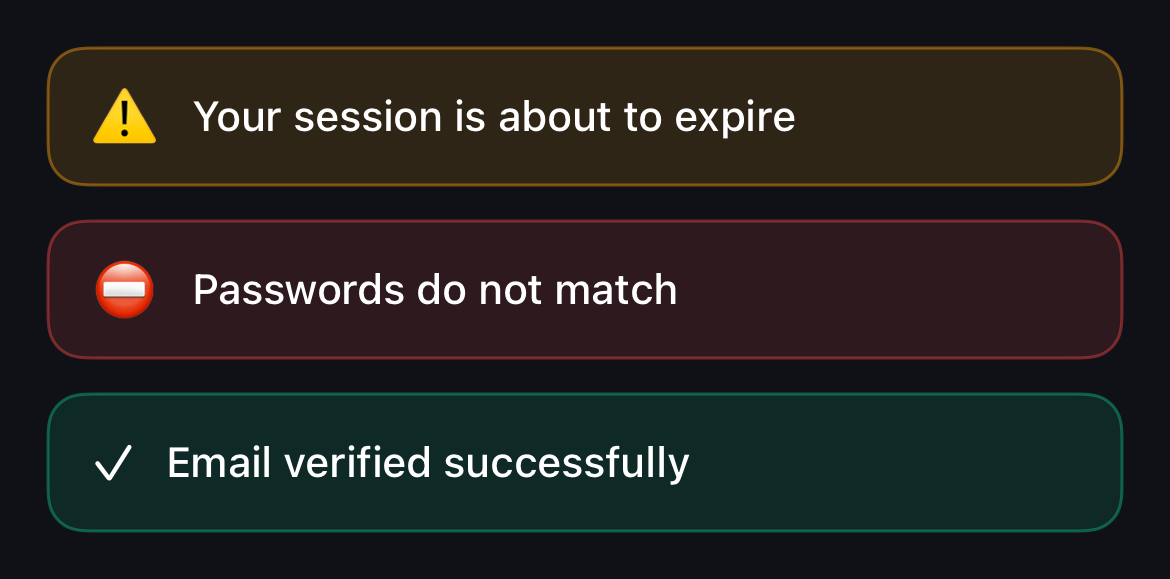 ⚠️ Your session is about to expire
⛔ Passwords do not match
✓ Email verified successfully